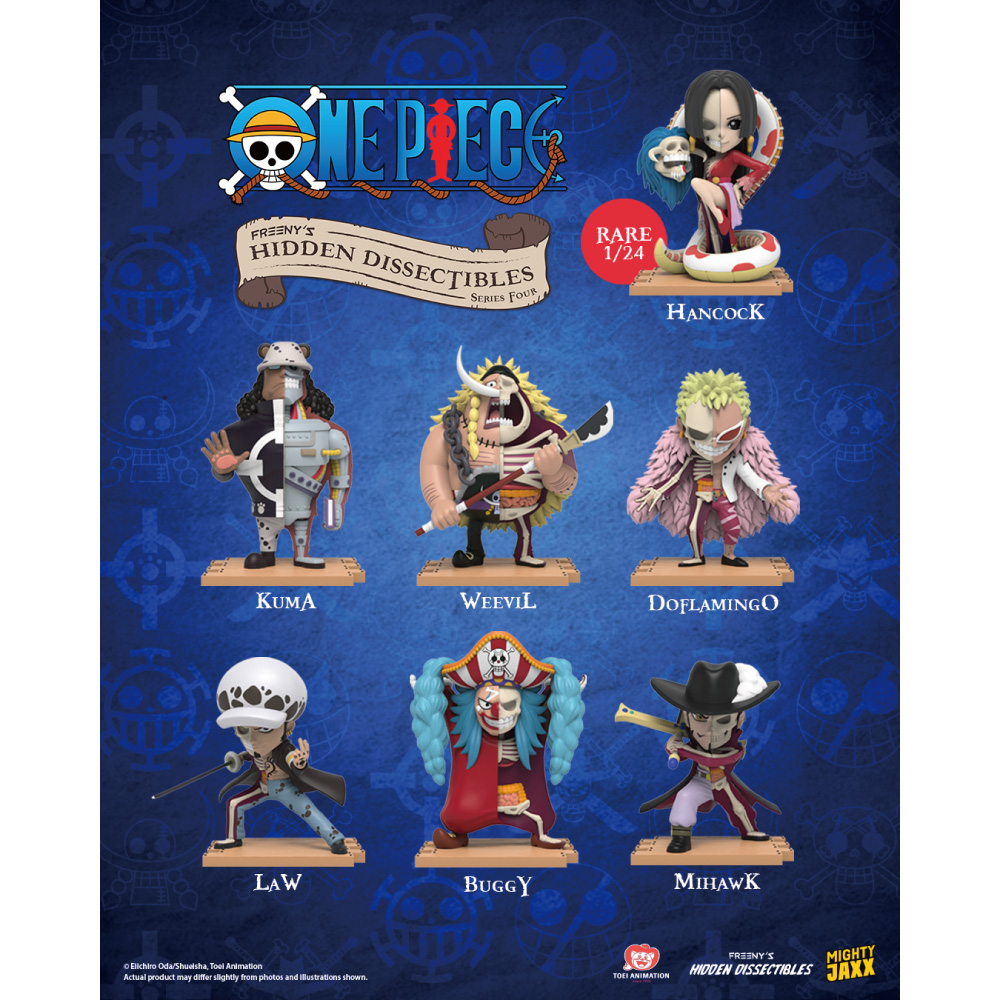 ONE PIECE
FREENY'S
HIDDEN DISSECTIBLES
SERIES FOUR
RARE
1/24
HANCOCK
KUMA
WEEVIL
DOFLAMINGO
LAW
BUGGY
MIHAWK
© Eiichiro Oda/Shueisha, Toei Animation
Actual product may differ slightly from photos and illustrations shown.
TOEI ANIMATION
FREENY'S
HIDDEN DISSECTIBLES
MIGHTY
JAXX